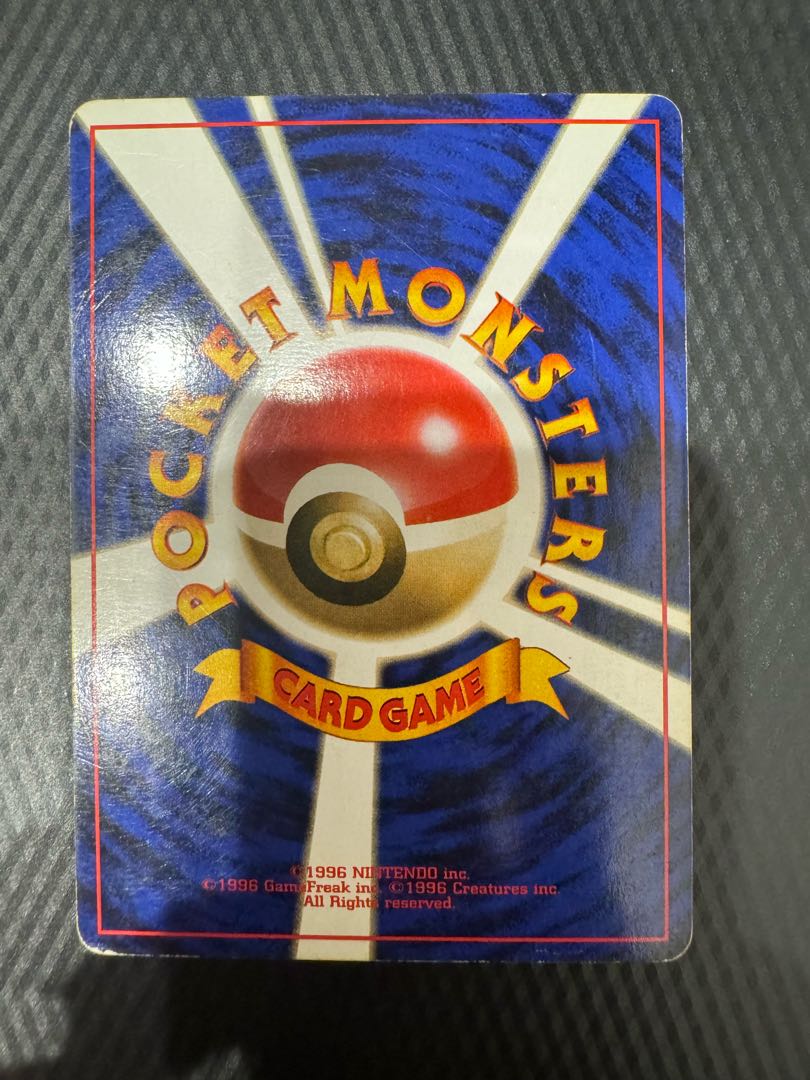 POCKET MONSTERS
CARD GAME
©1996 NINTENDO inc.
©1996 GameFreak inc. ©1996 Creatures inc.
All Rights reserved.